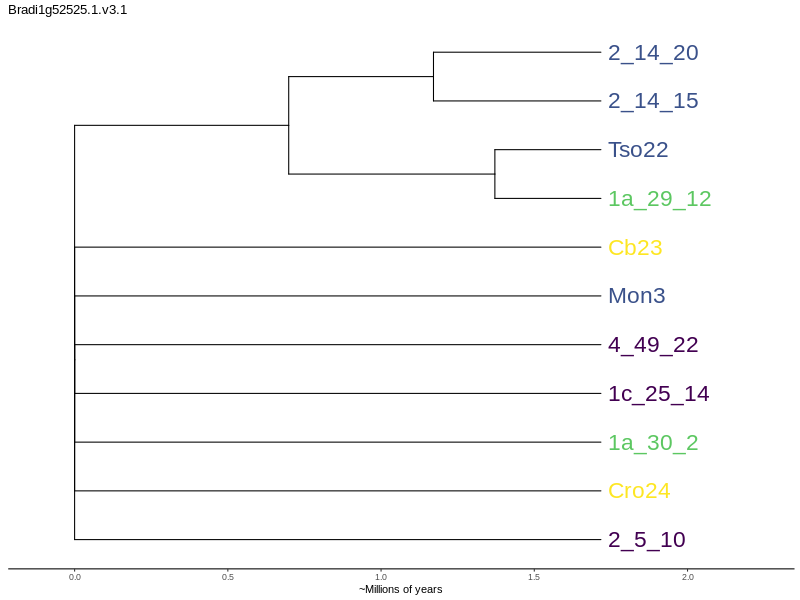 Bradi1g52525.1.v3.1
2_14_20
2_14_15
Tso22
1a_29_12
Cb23
Mon3
4_49_22
1c_25_14
1a_30_2
Cro24
2_5_10
0.0 0.5 1.0 1.5 2.0
~Millions of years